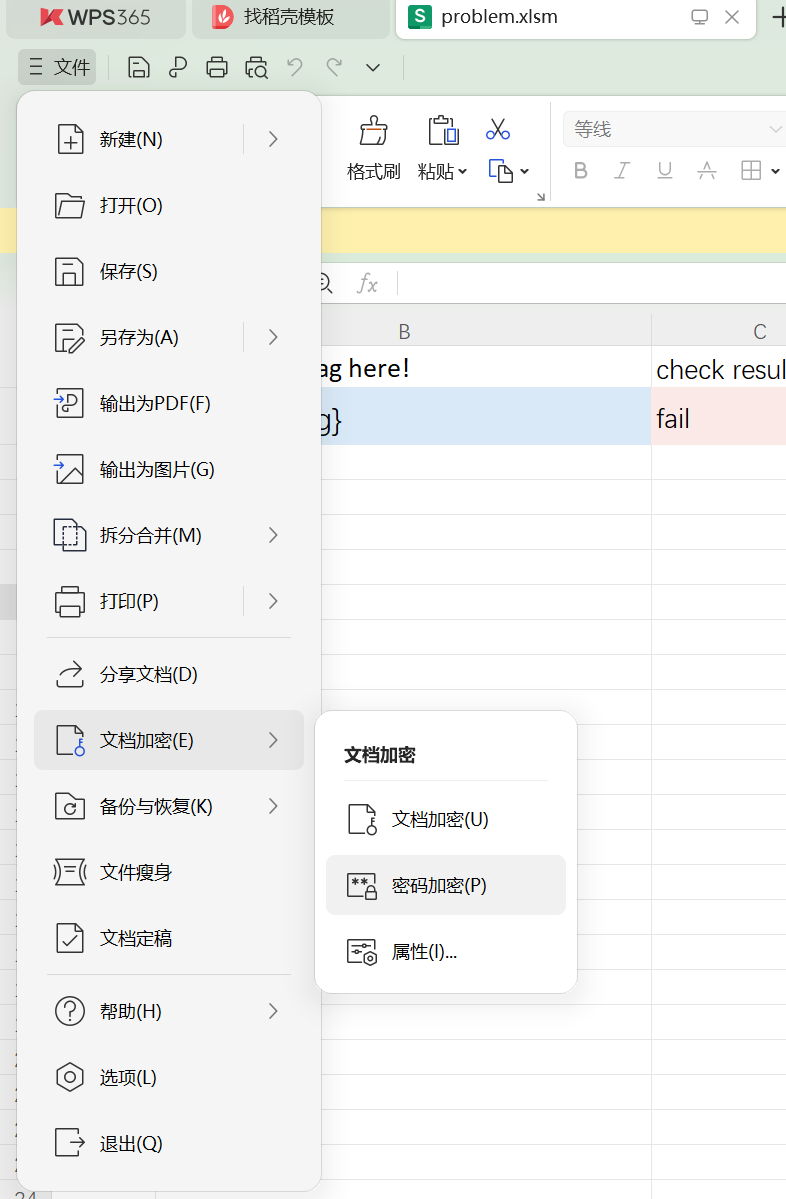 WPS365
找稻壳模板
S problem.xlsm
文件
新建(N)
打开(O)
保存(S)
另存为(A)
输出为PDF(F)
输出为图片(G)
拆分合并(M)
打印(P)
分享文档(D)
文档加密(E)
备份与恢复(K)
文件瘦身
文档定稿
帮助(H)
选项(L)
退出(Q)
格式刷
粘贴
等线
B I U A
fx
B C
ag here! check resul
g} fail
文档加密
文档加密(U)
密码加密(P)
属性(I)...